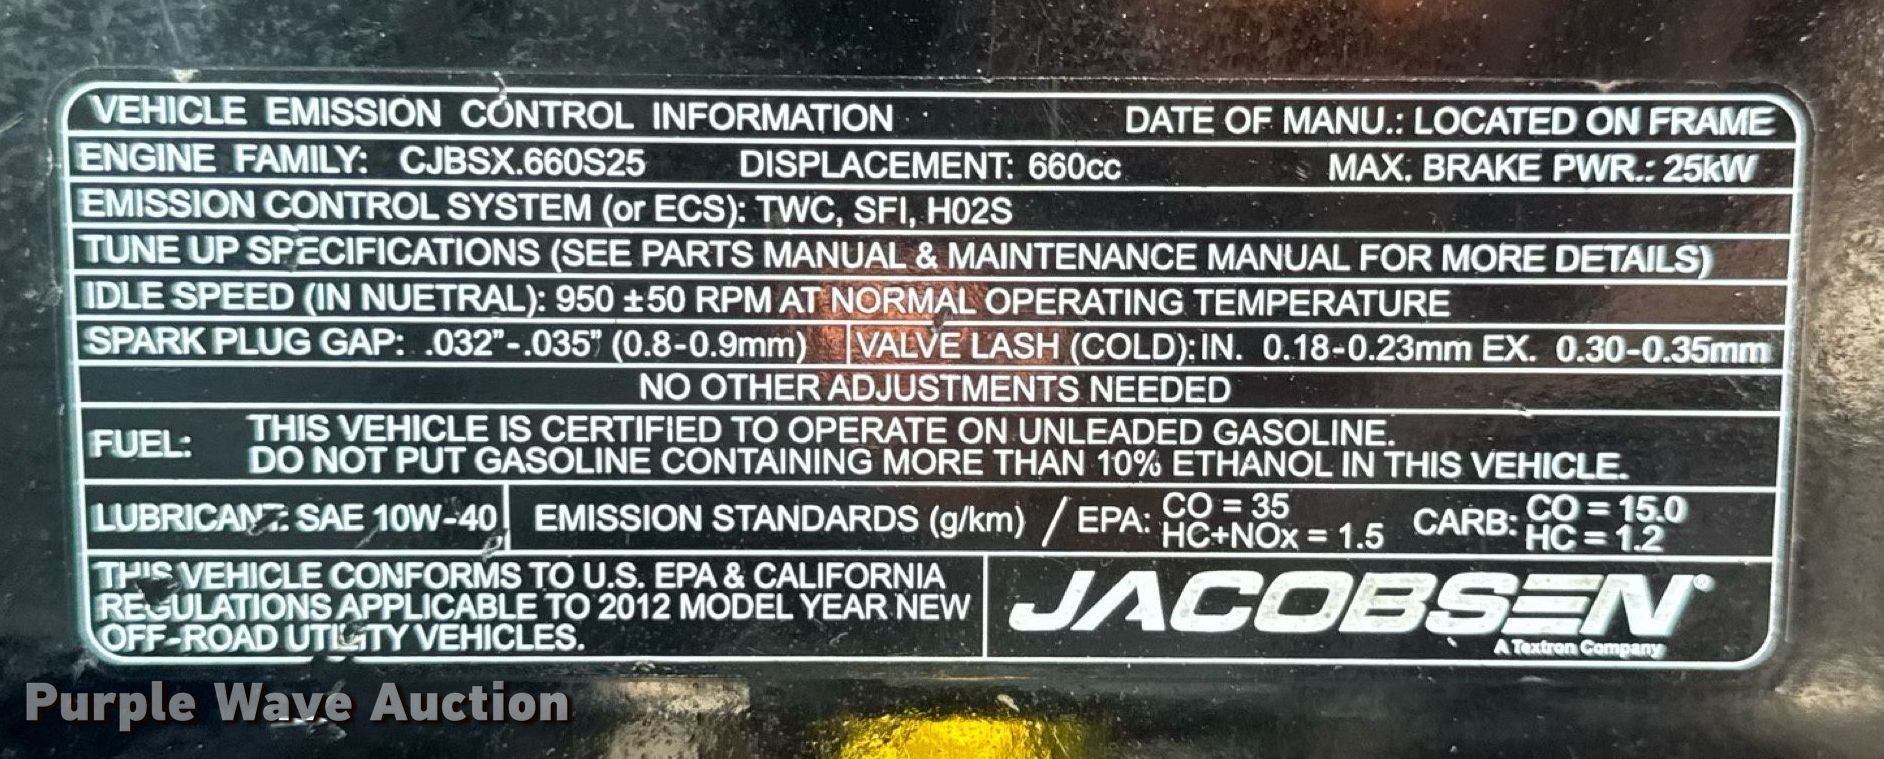 VEHICLE EMISSION CONTROL INFORMATION DATE OF MANU.: LOCATED ON FRAME
ENGINE FAMILY: CJBSX.660S25 DISPLACEMENT: 660cc MAX. BRAKE PWR.: 25kW
EMISSION CONTROL SYSTEM (or ECS): TWC, SFI, H02S
TUNE UP SPECIFICATIONS (SEE PARTS MANUAL & MAINTENANCE MANUAL FOR MORE DETAILS)
IDLE SPEED (IN NUETRAL): 950 ±50 RPM AT NORMAL OPERATING TEMPERATURE
SPARK PLUG GAP: .032"-.035" (0.8-0.9mm) VALVE LASH (COLD): IN. 0.18-0.23mm EX. 0.30-0.35mm
NO OTHER ADJUSTMENTS NEEDED
FUEL: THIS VEHICLE IS CERTIFIED TO OPERATE ON UNLEADED GASOLINE.
DO NOT PUT GASOLINE CONTAINING MORE THAN 10% ETHANOL IN THIS VEHICLE.
LUBRICANT: SAE 10W-40 EMISSION STANDARDS (g/km) / EPA: CO = 35 CARB: CO = 15.0
HC+NOx = 1.5 HC = 1.2
THIS VEHICLE CONFORMS TO U.S. EPA & CALIFORNIA
REGULATIONS APPLICABLE TO 2012 MODEL YEAR NEW
OFF-ROAD UTILITY VEHICLES.
JACOBSEN®
A Textron Company
Purple Wave Auction